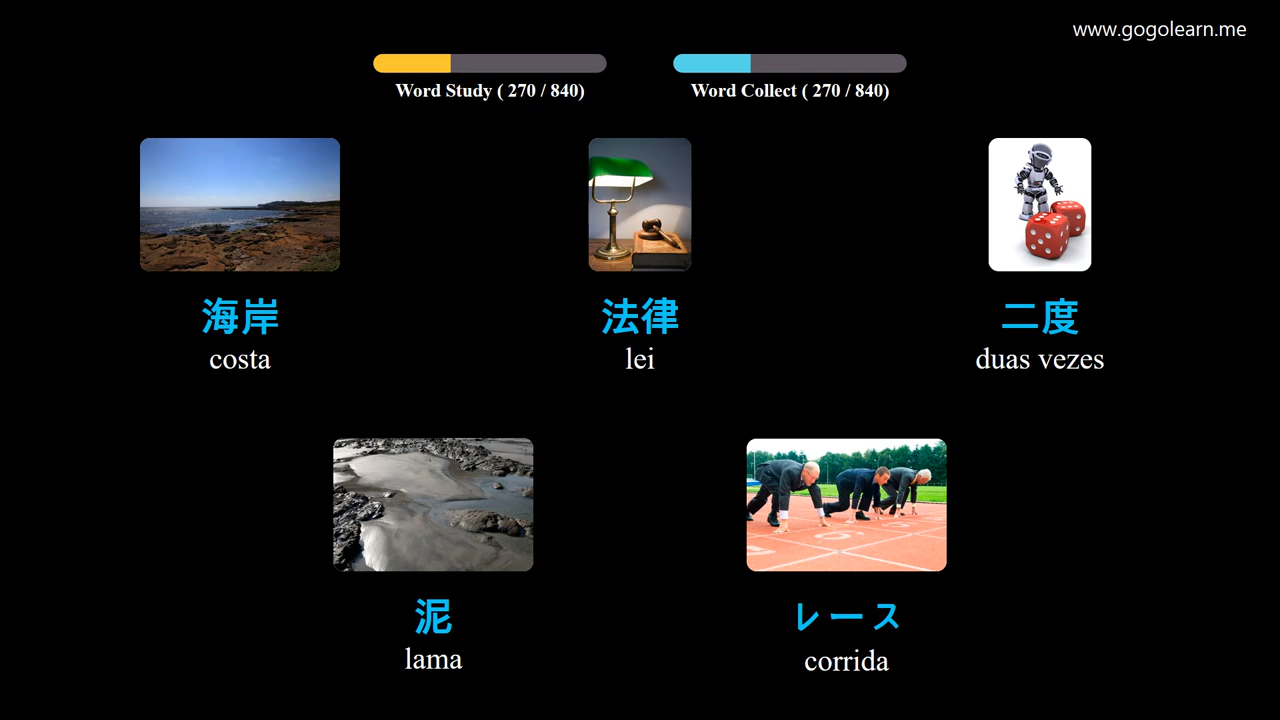 www.gogolearn.me
Word Study ( 270 / 840)
Word Collect ( 270 / 840)
海岸
costa
法律
lei
二度
duas vezes
泥
lama
レース
corrida